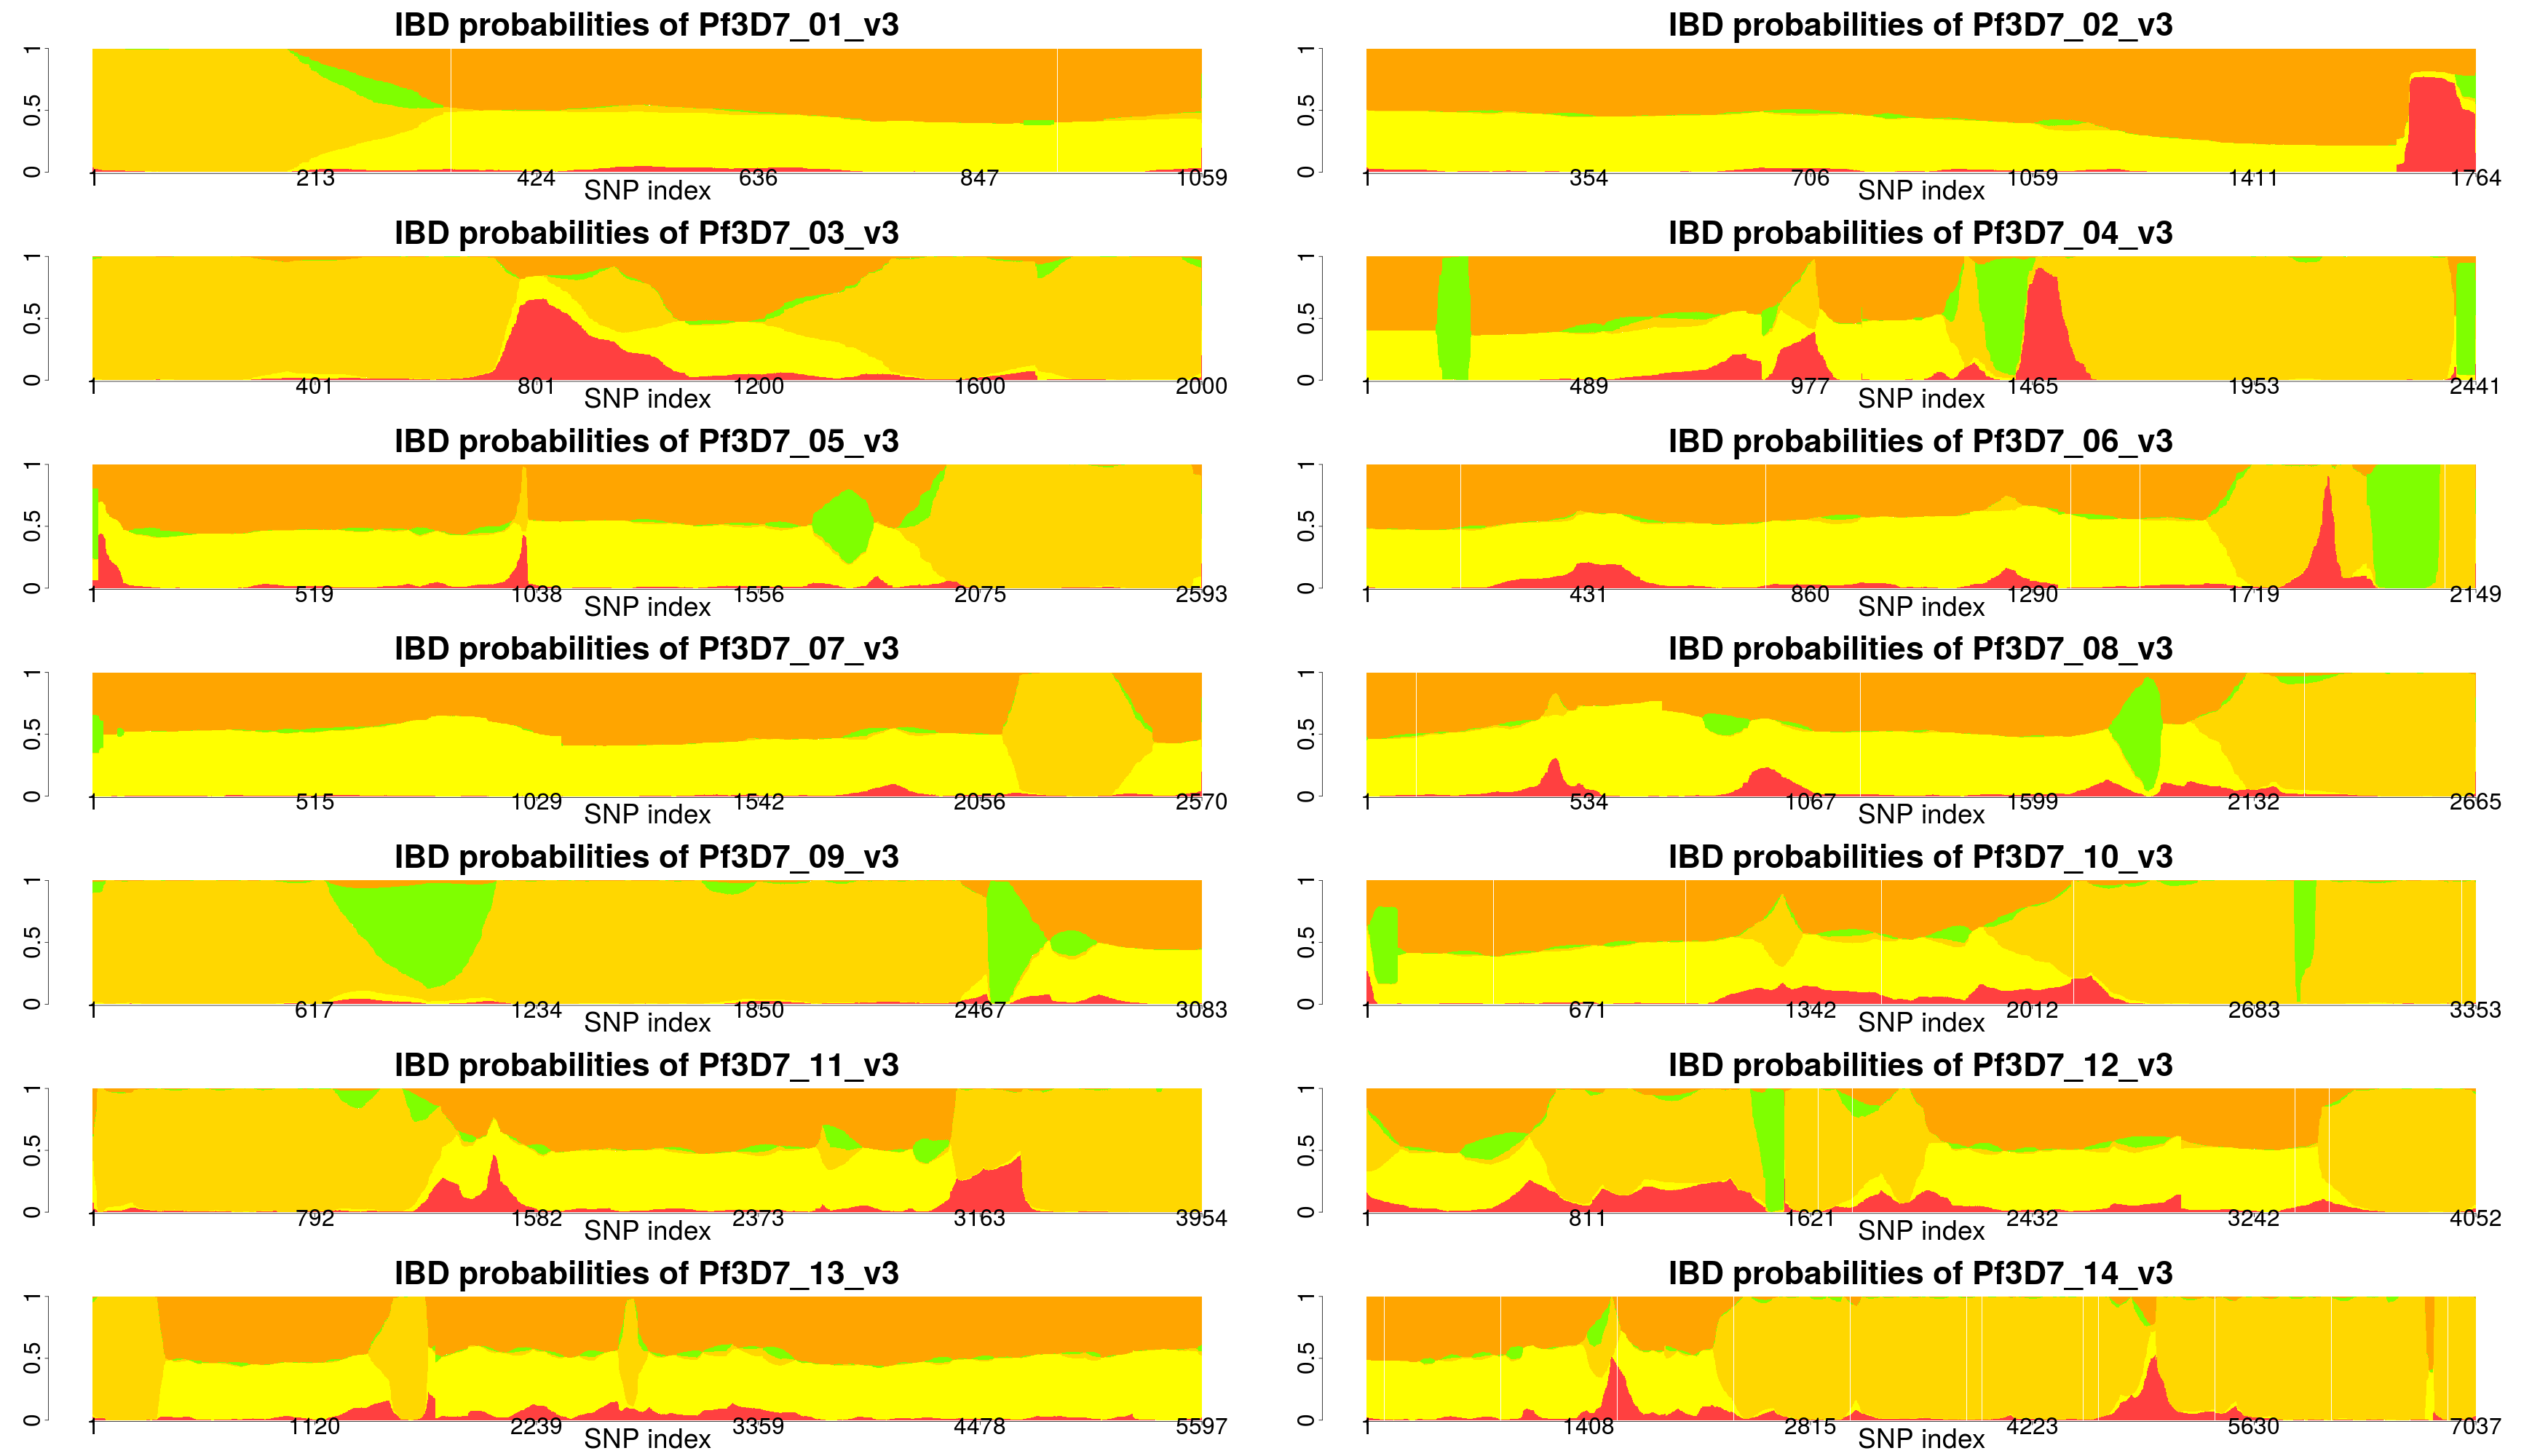 IBD probabilities of Pf3D7_01_v3
0 0.5 1
1 213 424 636 847 1059
SNP index
IBD probabilities of Pf3D7_02_v3
0 0.5 1
1 354 706 1059 1411 1764
SNP index
IBD probabilities of Pf3D7_03_v3
0 0.5 1
1 401 801 1200 1600 2000
SNP index
IBD probabilities of Pf3D7_04_v3
0 0.5 1
1 489 977 1465 1953 2441
SNP index
IBD probabilities of Pf3D7_05_v3
0 0.5 1
1 519 1038 1556 2075 2593
SNP index
IBD probabilities of Pf3D7_06_v3
0 0.5 1
1 431 860 1290 1719 2149
SNP index
IBD probabilities of Pf3D7_07_v3
0 0.5 1
1 515 1029 1542 2056 2570
SNP index
IBD probabilities of Pf3D7_08_v3
0 0.5 1
1 534 1067 1599 2132 2665
SNP index
IBD probabilities of Pf3D7_09_v3
0 0.5 1
1 617 1234 1850 2467 3083
SNP index
IBD probabilities of Pf3D7_10_v3
0 0.5 1
1 671 1342 2012 2683 3353
SNP index
IBD probabilities of Pf3D7_11_v3
0 0.5 1
1 792 1582 2373 3163 3954
SNP index
IBD probabilities of Pf3D7_12_v3
0 0.5 1
1 811 1621 2432 3242 4052
SNP index
IBD probabilities of Pf3D7_13_v3
0 0.5 1
1 1120 2239 3359 4478 5597
SNP index
IBD probabilities of Pf3D7_14_v3
0 0.5 1
1 1408 2815 4223 5630 7037
SNP index